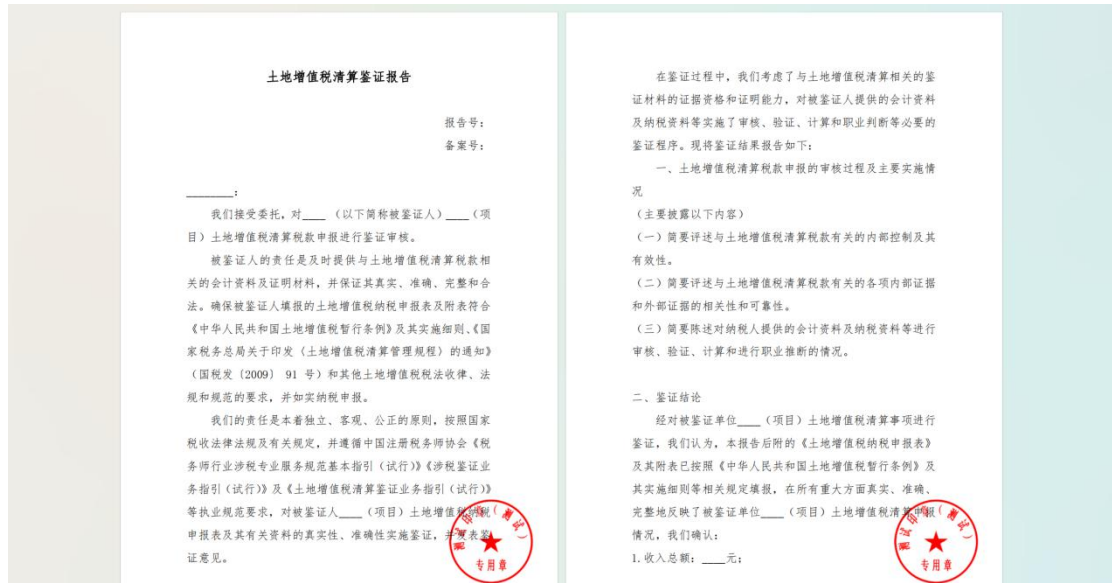 土地增值税清算鉴证报告
报告号：
备案号：
________：
我们接受委托，对____ （以下简称被鉴证人）____（项
目）土地增值税清算税款申报进行鉴证审核。
被鉴证人的责任是及时提供与土地增值税清算税款相
关的会计资料及证明材料，并保证其真实、准确、完整和合
法。确保被鉴证人填报的土地增值税纳税申报表及附表符合
《中华人民共和国土地增值税暂行条例》及其实施细则、《国
家税务总局关于印发〈土地增值税清算管理规程〉的通知》
（国税发〔2009〕 91 号）和其他土地增值税税法收律、法
规和规范的要求，并如实纳税申报。
我们的责任是本着独立、客观、公正的原则，按照国家
税收法律法规及有关规定，并遵循中国注册税务师协会《税
务师行业涉税专业服务规范基本指引（试行）》《涉税鉴证业
务指引（试行）》及《土地增值税清算鉴证业务指引（试行）》
等执业规范要求，对被鉴证人____（项目）土地增值税纳税
申报表及其有关资料的真实性、准确性实施鉴证，并发表鉴
证意见。
测试印章（测试）
专用章
在鉴证过程中，我们考虑了与土地增值税清算相关的鉴
证材料的证据资格和证明能力，对被鉴证人提供的会计资料
及纳税资料等实施了审核、验证、计算和职业判断等必要的
鉴证程序。现将鉴证结果报告如下：
一、土地增值税清算税款申报的审核过程及主要实施情
况
（主要披露以下内容）
（一）简要评述与土地增值税清算税款有关的内部控制及其
有效性。
（二）简要评述与土地增值税清算税款有关的各项内部证据
和外部证据的相关性和可靠性。
（三）简要陈述对纳税人提供的会计资料及纳税资料等进行
审核、验证、计算和进行职业推断的情况。
二、鉴证结论
经对被鉴证单位____（项目）土地增值税清算事项进行
鉴证，我们认为，本报告后附的《土地增值税纳税申报表》
及其附表已按照《中华人民共和国土地增值税暂行条例》及
其实施细则等相关规定填报，在所有重大方面真实、准确、
完整地反映了被鉴证单位____（项目）土地增值税清算申报
情况，我们确认：
1.收入总额：____元；
测试印章（测试）
专用章